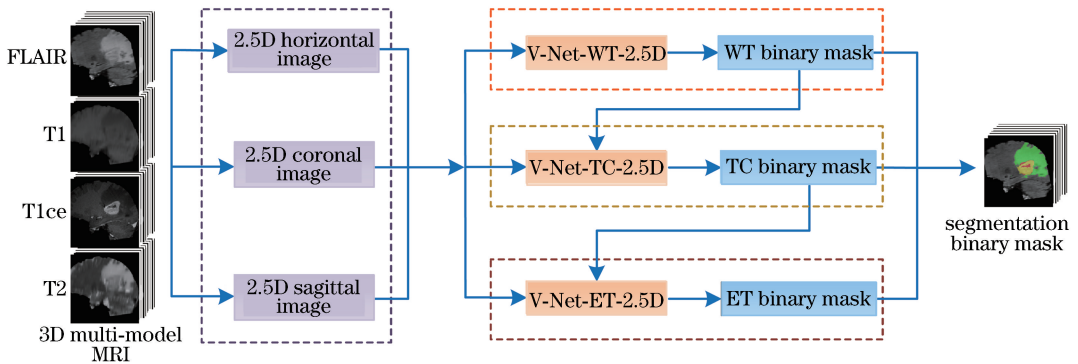 FLAIR
T1
T1ce
T2
3D multi-model
MRI
2.5D horizontal
image
2.5D coronal
image
2.5D sagittal
image
V-Net-WT-2.5D
WT binary mask
V-Net-TC-2.5D
TC binary mask
V-Net-ET-2.5D
ET binary mask
segmentation
binary mask